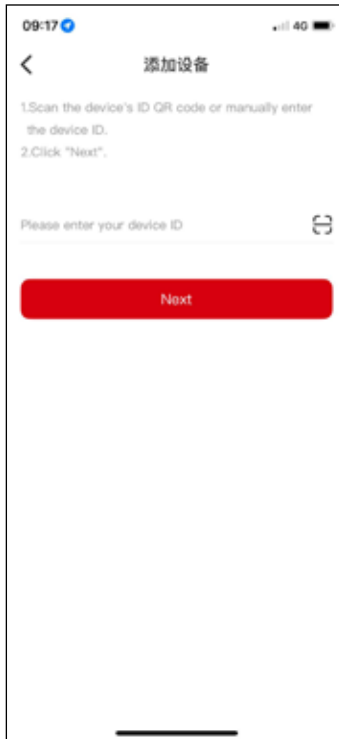 09:17
4G
添加设备
1.Scan the device's ID QR code or manually enter
the device ID.
2.Click "Next".
Please enter your device ID
Next